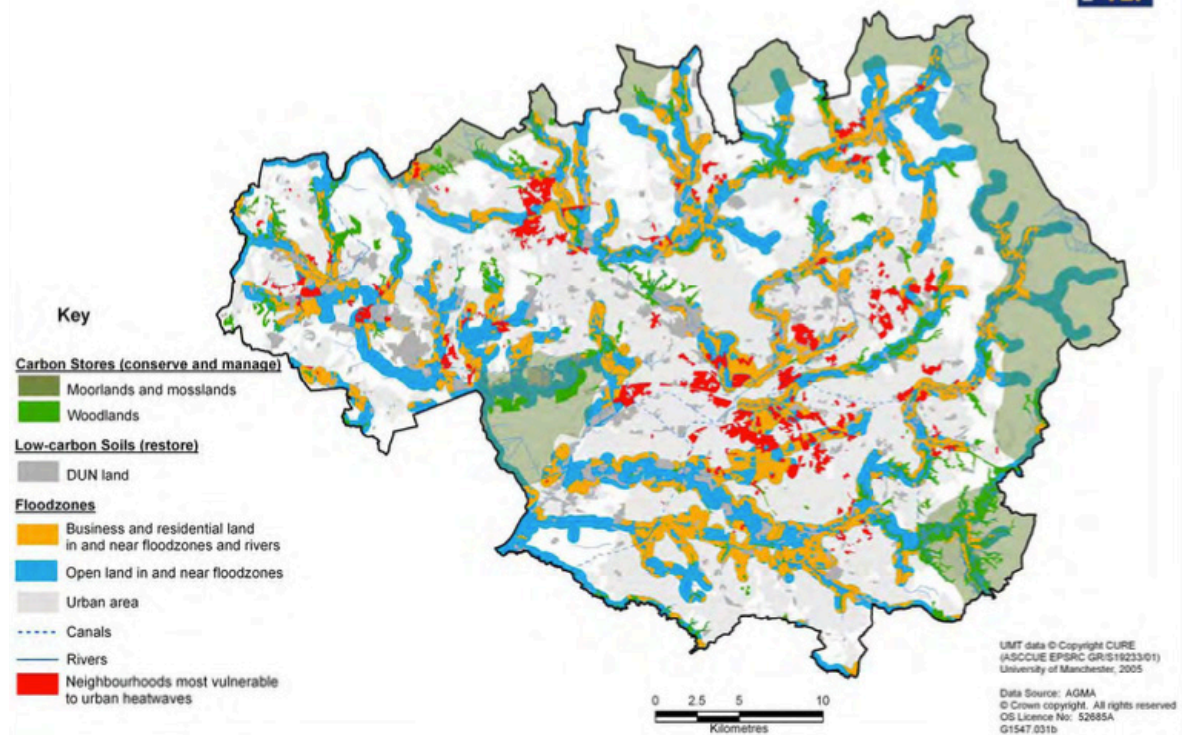 Key
Carbon Stores (conserve and manage)
Moorlands and mosslands
Woodlands
Low-carbon Soils (restore)
DUN land
Floodzones
Business and residential land
in and near floodzones and rivers
Open land in and near floodzones
Urban area
Canals
Rivers
Neighbourhoods most vulnerable
to urban heatwaves
0 2.5 5 10
Kilometres
UMT data © Copyright CURE
(ASCCUE EPSRC GR/S19233/01)
University of Manchester, 2005
Data Source: AGMA
© Crown copyright. All rights reserved
OS Licence No: 52685A
G1547.031b